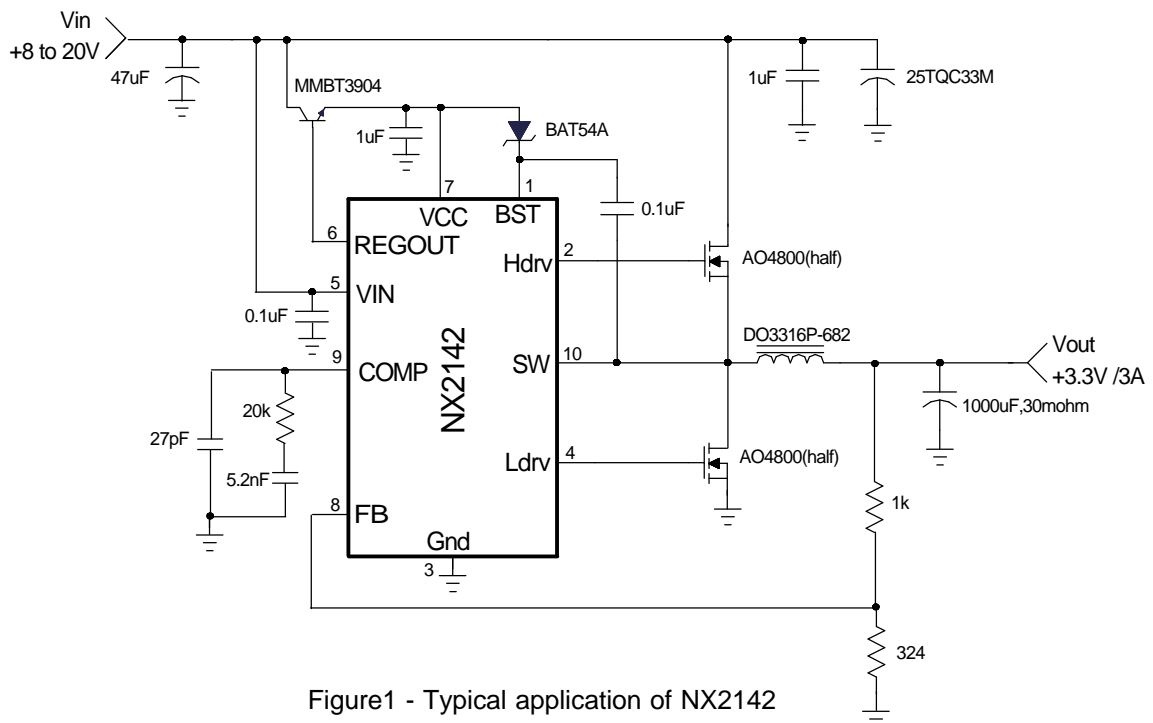 Vin
+8 to 20V
47uF
MMBT3904
1uF
BAT54A
1uF
25TQC33M
7
1
VCC
BST
0.1uF
6
REGOUT
Hdrv
2
AO4800(half)
5
VIN
0.1uF
NX2142
DO3316P-682
9
COMP
SW
10
Vout
+3.3V /3A
20k
1000uF,30mohm
27pF
5.2nF
Ldrv
4
AO4800(half)
8
FB
1k
Gnd
3
324
Figure1 - Typical application of NX2142